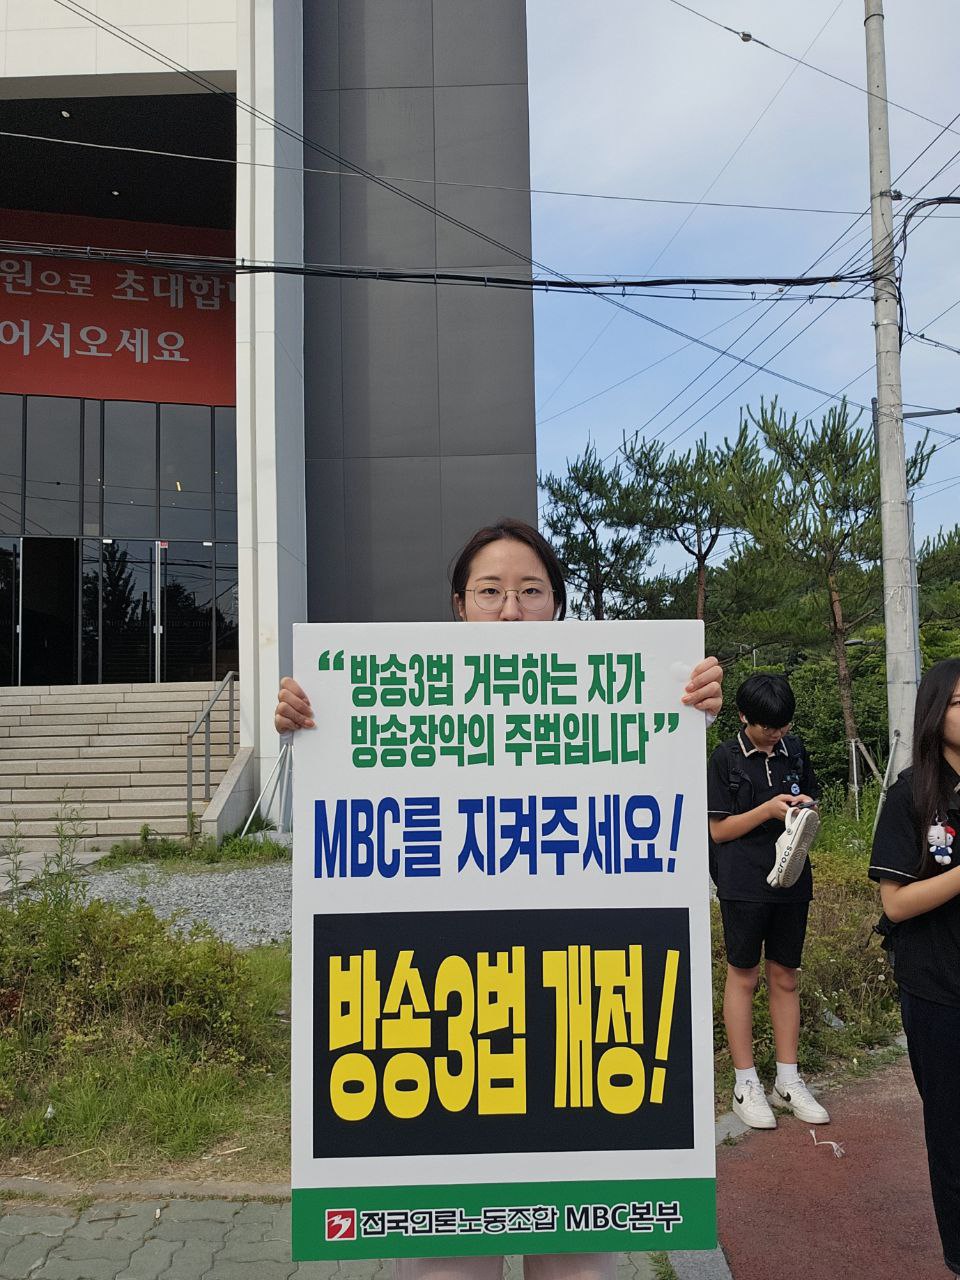 원으로 초대합
어서오세요
“방송3법 거부하는 자가
방송장악의 주범입니다”
MBC를 지켜주세요!
방송3법 개정!
전국언론노동조합 MBC본부
crocs